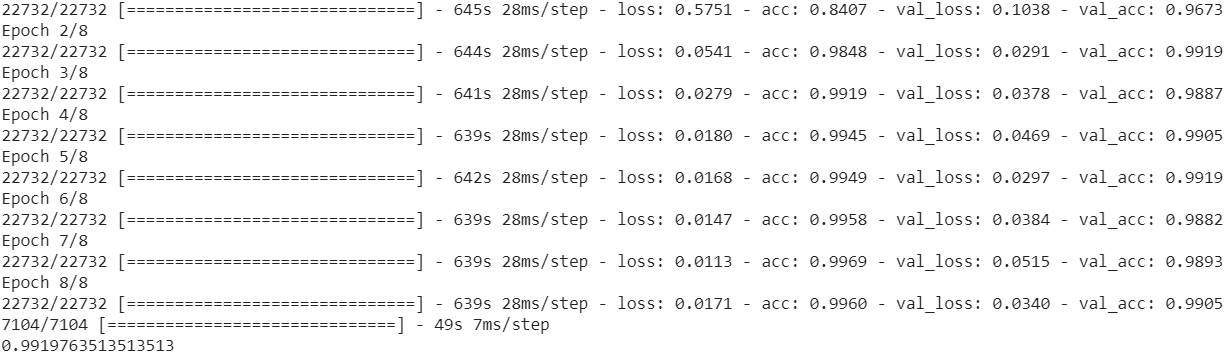 22732/22732 [==============================] - 645s 28ms/step - loss: 0.5751 - acc: 0.8407 - val_loss: 0.1038 - val_acc: 0.9673
Epoch 2/8
22732/22732 [==============================] - 644s 28ms/step - loss: 0.0541 - acc: 0.9848 - val_loss: 0.0291 - val_acc: 0.9919
Epoch 3/8
22732/22732 [==============================] - 641s 28ms/step - loss: 0.0279 - acc: 0.9919 - val_loss: 0.0378 - val_acc: 0.9887
Epoch 4/8
22732/22732 [==============================] - 639s 28ms/step - loss: 0.0180 - acc: 0.9945 - val_loss: 0.0469 - val_acc: 0.9905
Epoch 5/8
22732/22732 [==============================] - 642s 28ms/step - loss: 0.0168 - acc: 0.9949 - val_loss: 0.0297 - val_acc: 0.9919
Epoch 6/8
22732/22732 [==============================] - 639s 28ms/step - loss: 0.0147 - acc: 0.9958 - val_loss: 0.0384 - val_acc: 0.9882
Epoch 7/8
22732/22732 [==============================] - 639s 28ms/step - loss: 0.0113 - acc: 0.9969 - val_loss: 0.0515 - val_acc: 0.9893
Epoch 8/8
22732/22732 [==============================] - 639s 28ms/step - loss: 0.0171 - acc: 0.9960 - val_loss: 0.0340 - val_acc: 0.9905
7104/7104 [==============================] - 49s 7ms/step
0.9919763513513513